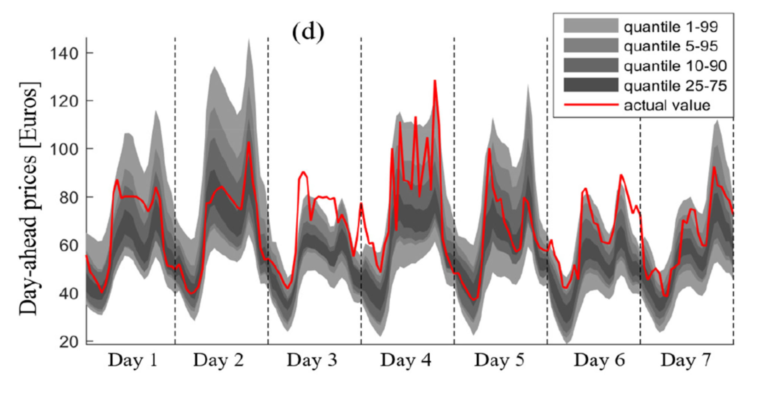 (d)
quantile 1-99
quantile 5-95
quantile 10-90
quantile 25-75
actual value
Day-ahead prices [Euros]
140
120
100
80
60
40
20
Day 1 Day 2 Day 3 Day 4 Day 5 Day 6 Day 7